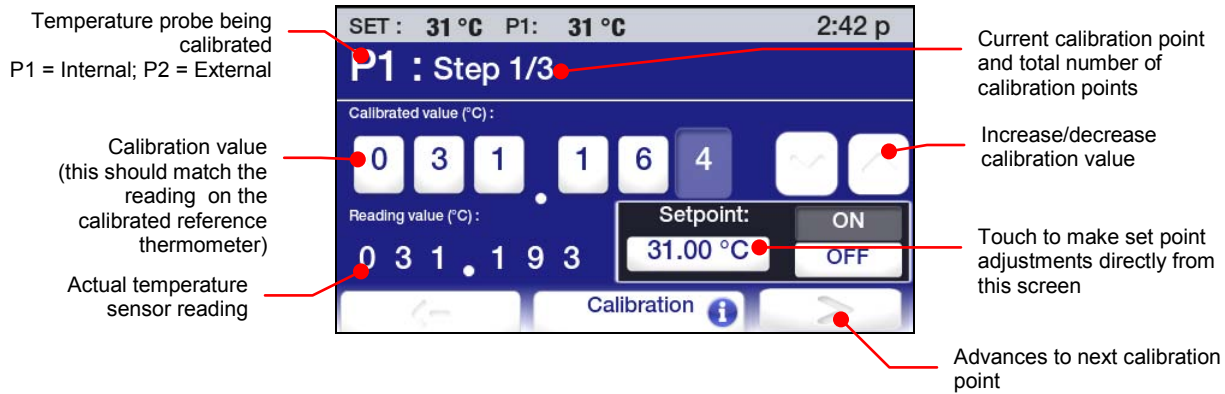 Temperature probe being
calibrated
P1 = Internal; P2 = External
Calibration value
(this should match the
reading on the
calibrated reference
thermometer)
Actual temperature
sensor reading
SET : 31 °C P1: 31 °C 2:42 p
P1 : Step 1/3
Calibrated value (°C) :
0 3 1 . 1 6 4
Reading value (°C) :
0 3 1 . 1 9 3
Setpoint:
31.00 °C
ON
OFF
Calibration i
Current calibration point
and total number of
calibration points
Increase/decrease
calibration value
Touch to make set point
adjustments directly from
this screen
Advances to next calibration
point